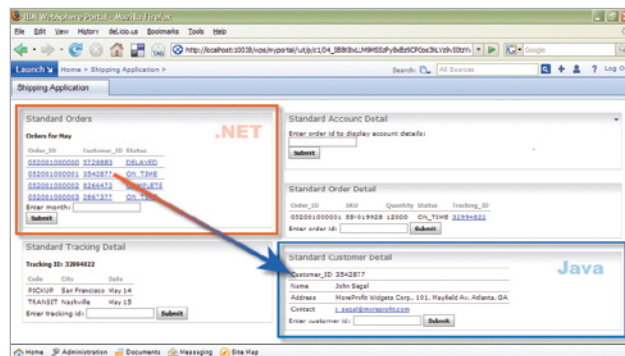 IBM WebSphere Portal - Mozilla Firefox
File Edit View History del.icio.us Bookmarks Tools Help
Google
Launch Home > Shipping Application > Search: All Sources ? Log O
Shipping Application
Standard Orders
.NET
Orders for May
Order_ID Customer_ID Status
052001000000 5728883 DELAYED
052001000001 3542877 ON_TIME
052001000002 8266472
052001000003 2867377
Enter month:
Submit
Standard Account Detail
Enter order id to display account details:
Submit
Standard Order Detail
Order_ID SKU Quantity Status Tracking_ID
052001000001 55-019928 12000 ON_TIME 32994822
Enter order id: Submit
Standard Tracking Detail
Tracking ID: 32994822
Code City Date
PICKUP San Francisco May 14
TRANSIT Nashville May 15
Enter tracking id: Submit
Standard Customer Detail
Java
Customer_ID 3542877
Name John Segal
Address MoreProfit Widgets Corp., 101, Mayfield Av, Atlanta, GA
Contact j_segal@moreprofit.com
Enter customer id: Submit
Home Administration Documents Messaging Site Map